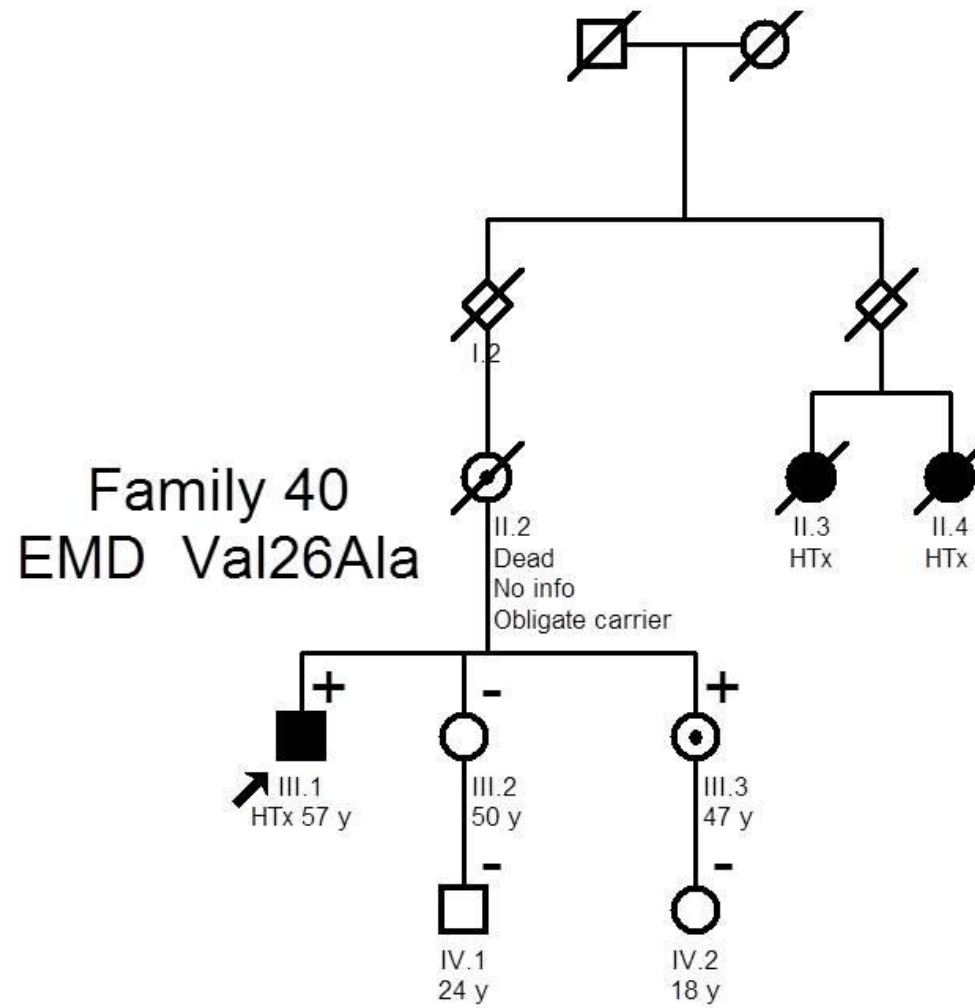 I.2
Family 40
EMD Val26Ala
II.2
Dead
No info
Obligate carrier
II.3
HTx
II.4
HTx
+
-
+
III.1
HTx 57 y
III.2
50 y
III.3
47 y
-
-
IV.1
24 y
IV.2
18 y